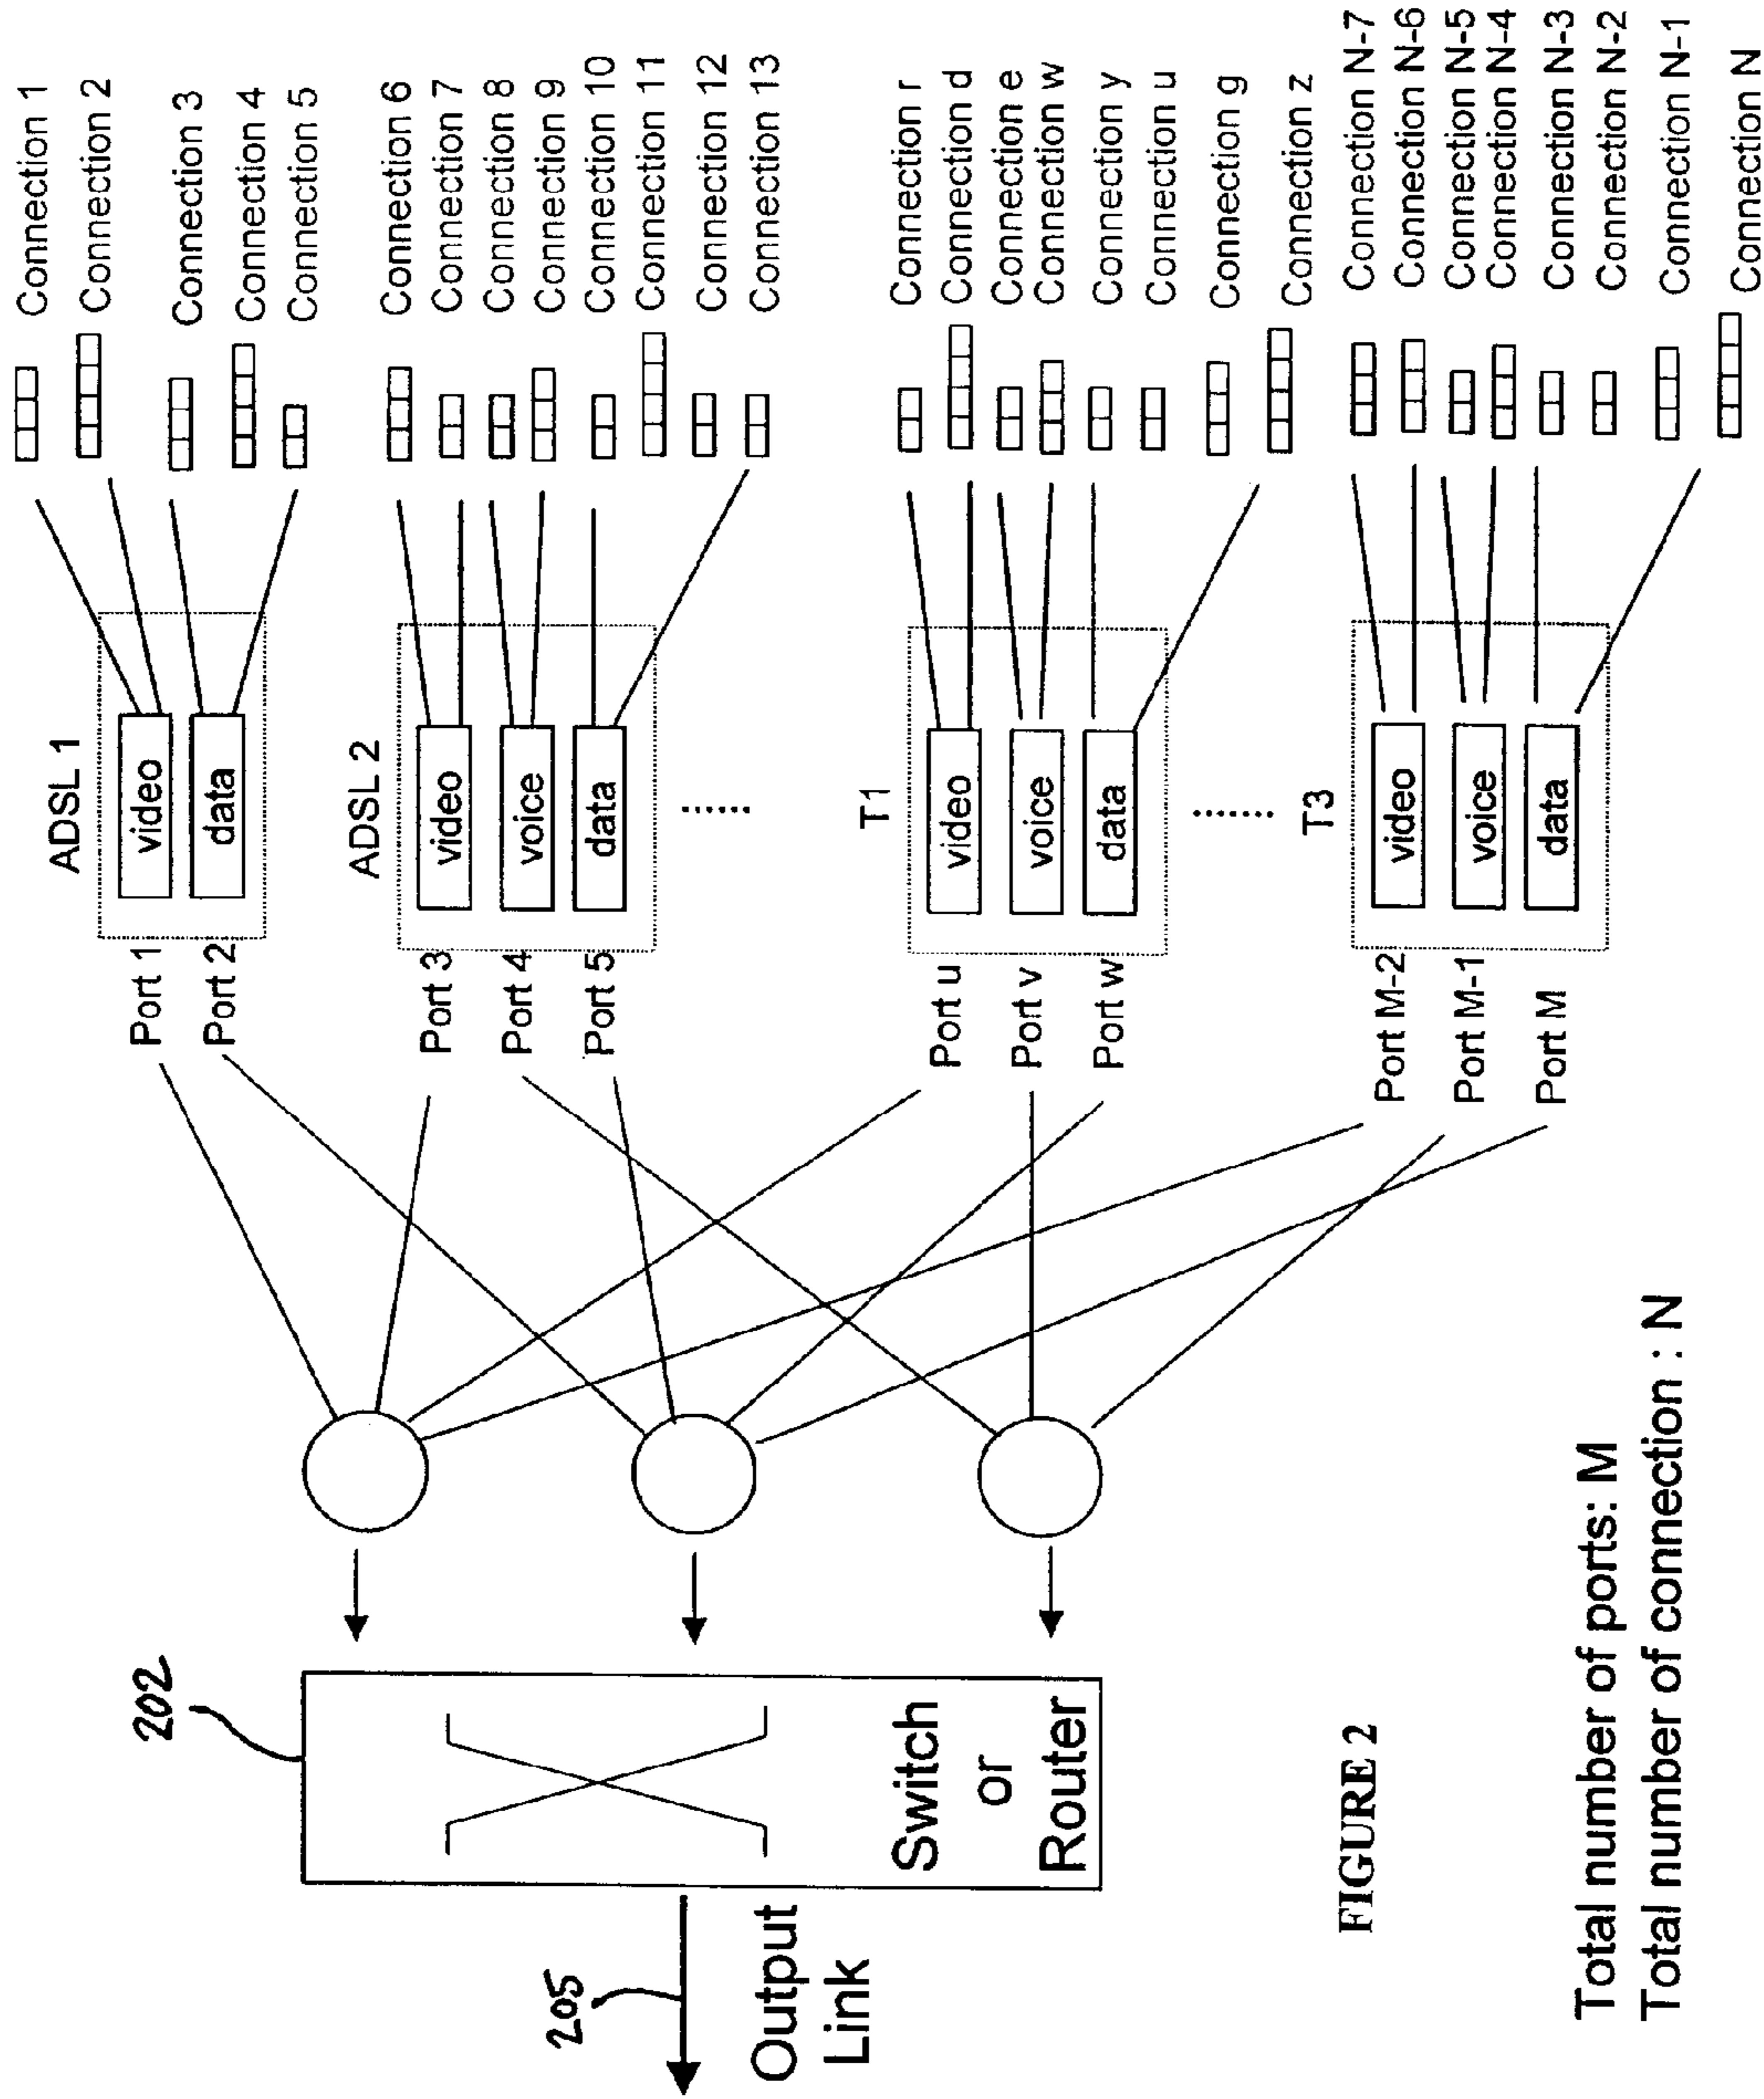 Connection 1
Connection 2
Connection 3
Connection 4
Connection 5
Connection 6
Connection 7
Connection 8
Connection 9
Connection 10
Connection 11
Connection 12
Connection 13
Connection r
Connection d
Connection e
Connection w
Connection y
Connection u
Connection g
Connection z
Connection N-7
Connection N-6
Connection N-5
Connection N-4
Connection N-3
Connection N-2
Connection N-1
Connection N
ADSL 1
video
data
ADSL 2
video
voice
data
......
T1
video
voice
data
......
T3
video
voice
data
Port 1
Port 2
Port 3
Port 4
Port 5
Port u
Port v
Port w
Port M-2
Port M-1
Port M
202
Switch
or
Router
205
Output
Link
FIGURE 2
Total number of ports: M
Total number of connection : N